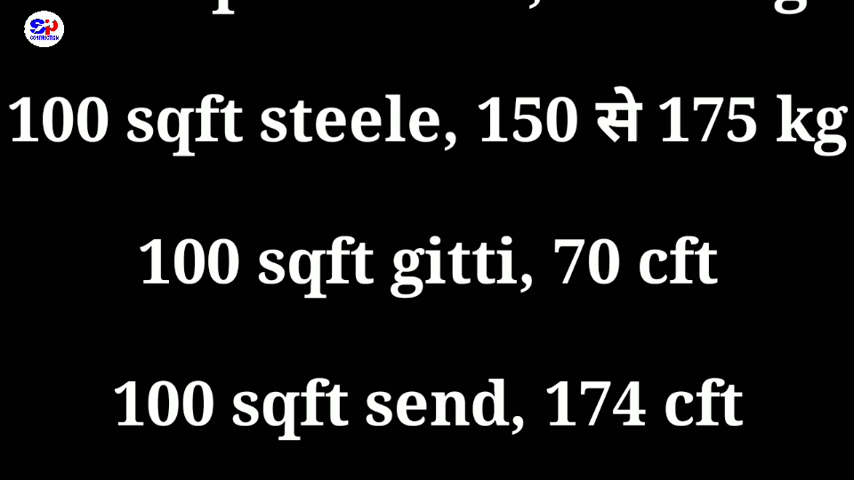 100 sqft steele, 150 से 175 kg
100 sqft gitti, 70 cft
100 sqft send, 174 cft